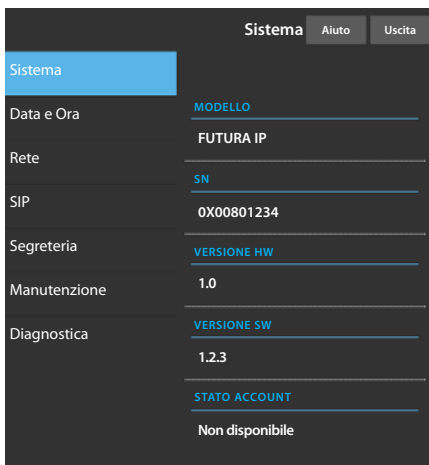 Sistema Aiuto Uscita
Sistema
Data e Ora
Rete
SIP
Segreteria
Manutenzione
Diagnostica
MODELLO
FUTURA IP
SN
0X00801234
VERSIONE HW
1.0
VERSIONE SW
1.2.3
STATO ACCOUNT
Non disponibile